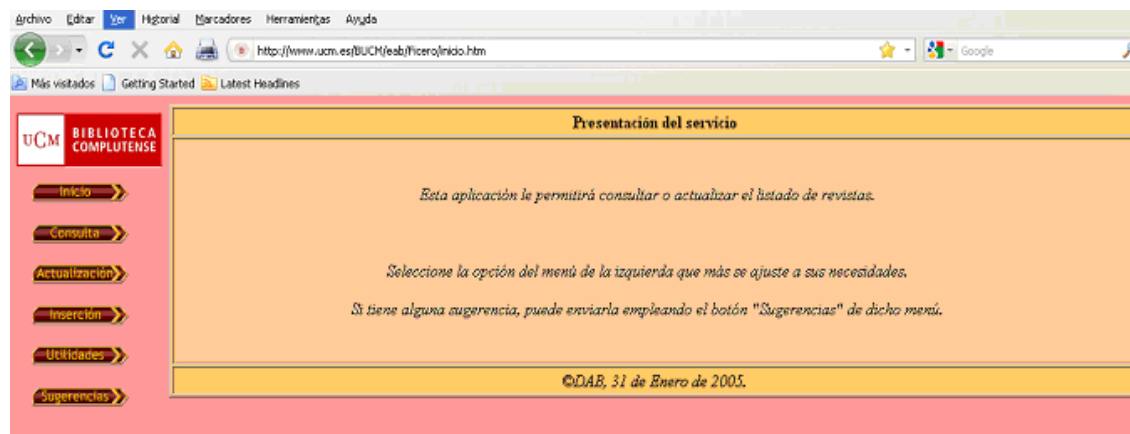 Archivo Editar Ver Historial Marcadores Herramientas Ayuda
http://www.ucm.es/BUCM/eab/Ficero/inicio.htm
Google
Más visitados Getting Started Latest Headlines
UCM BIBLIOTECA COMPLUTENSE
Presentación del servicio
Inicio
Esta aplicación le permitirá consultar o actualizar el listado de revistas.
Consulta
Actualización
Seleccione la opción del menú de la izquierda que más se ajuste a sus necesidades.
Inserción
Si tiene alguna sugerencia, puede enviarla empleando el botón "Sugerencias" de dicho menú.
Utilidades
©DAB, 31 de Enero de 2005.
Sugerencias